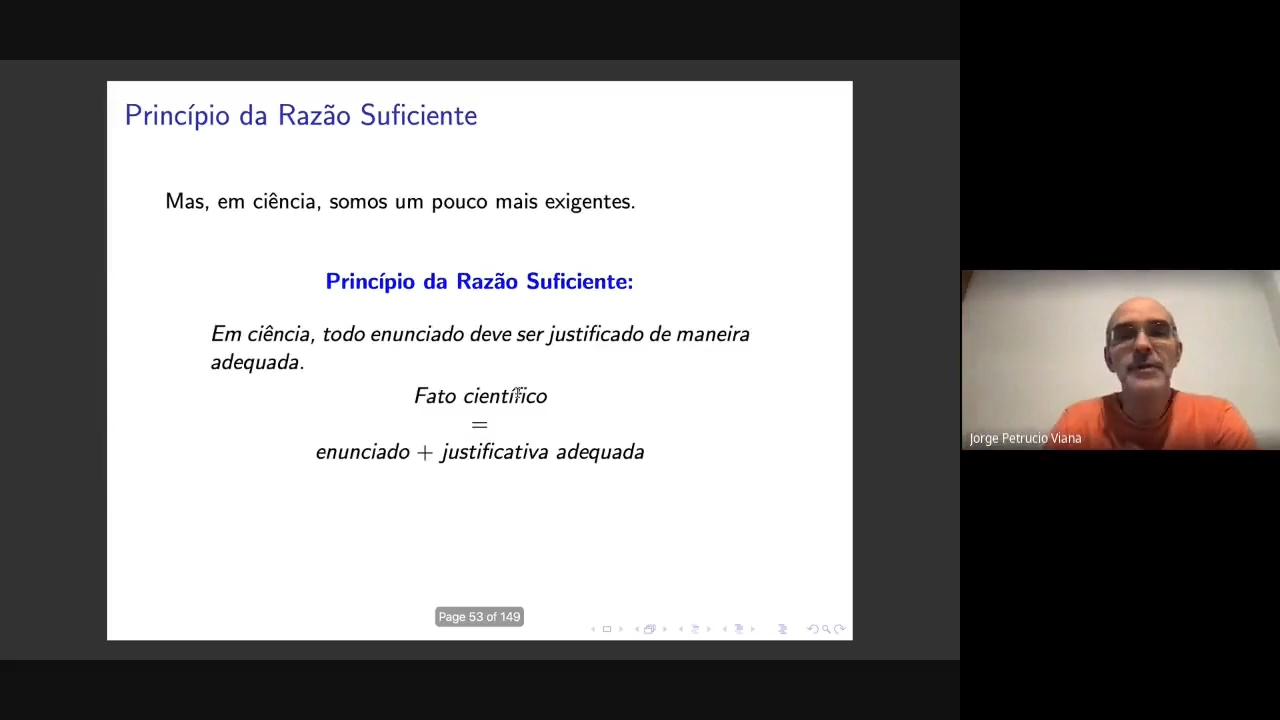 Princípio da Razão Suficiente
Mas, em ciência, somos um pouco mais exigentes.
Princípio da Razão Suficiente:
Em ciência, todo enunciado deve ser justificado de maneira
adequada.
Fato científico
=
enunciado + justificativa adequada
Page 53 of 149
Jorge Petrucio Viana